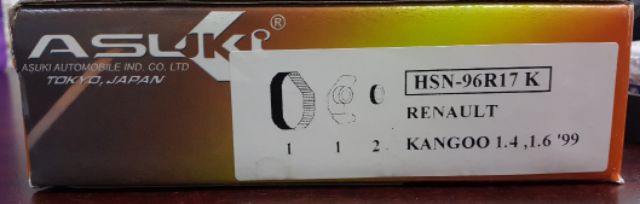 ASUKI
ASUKI AUTOMOBILE IND. CO. LTD
TOKYO, JAPAN
HSN-96R17 K
RENAULT
KANGOO 1.4 ,1.6 '99
1 1 2